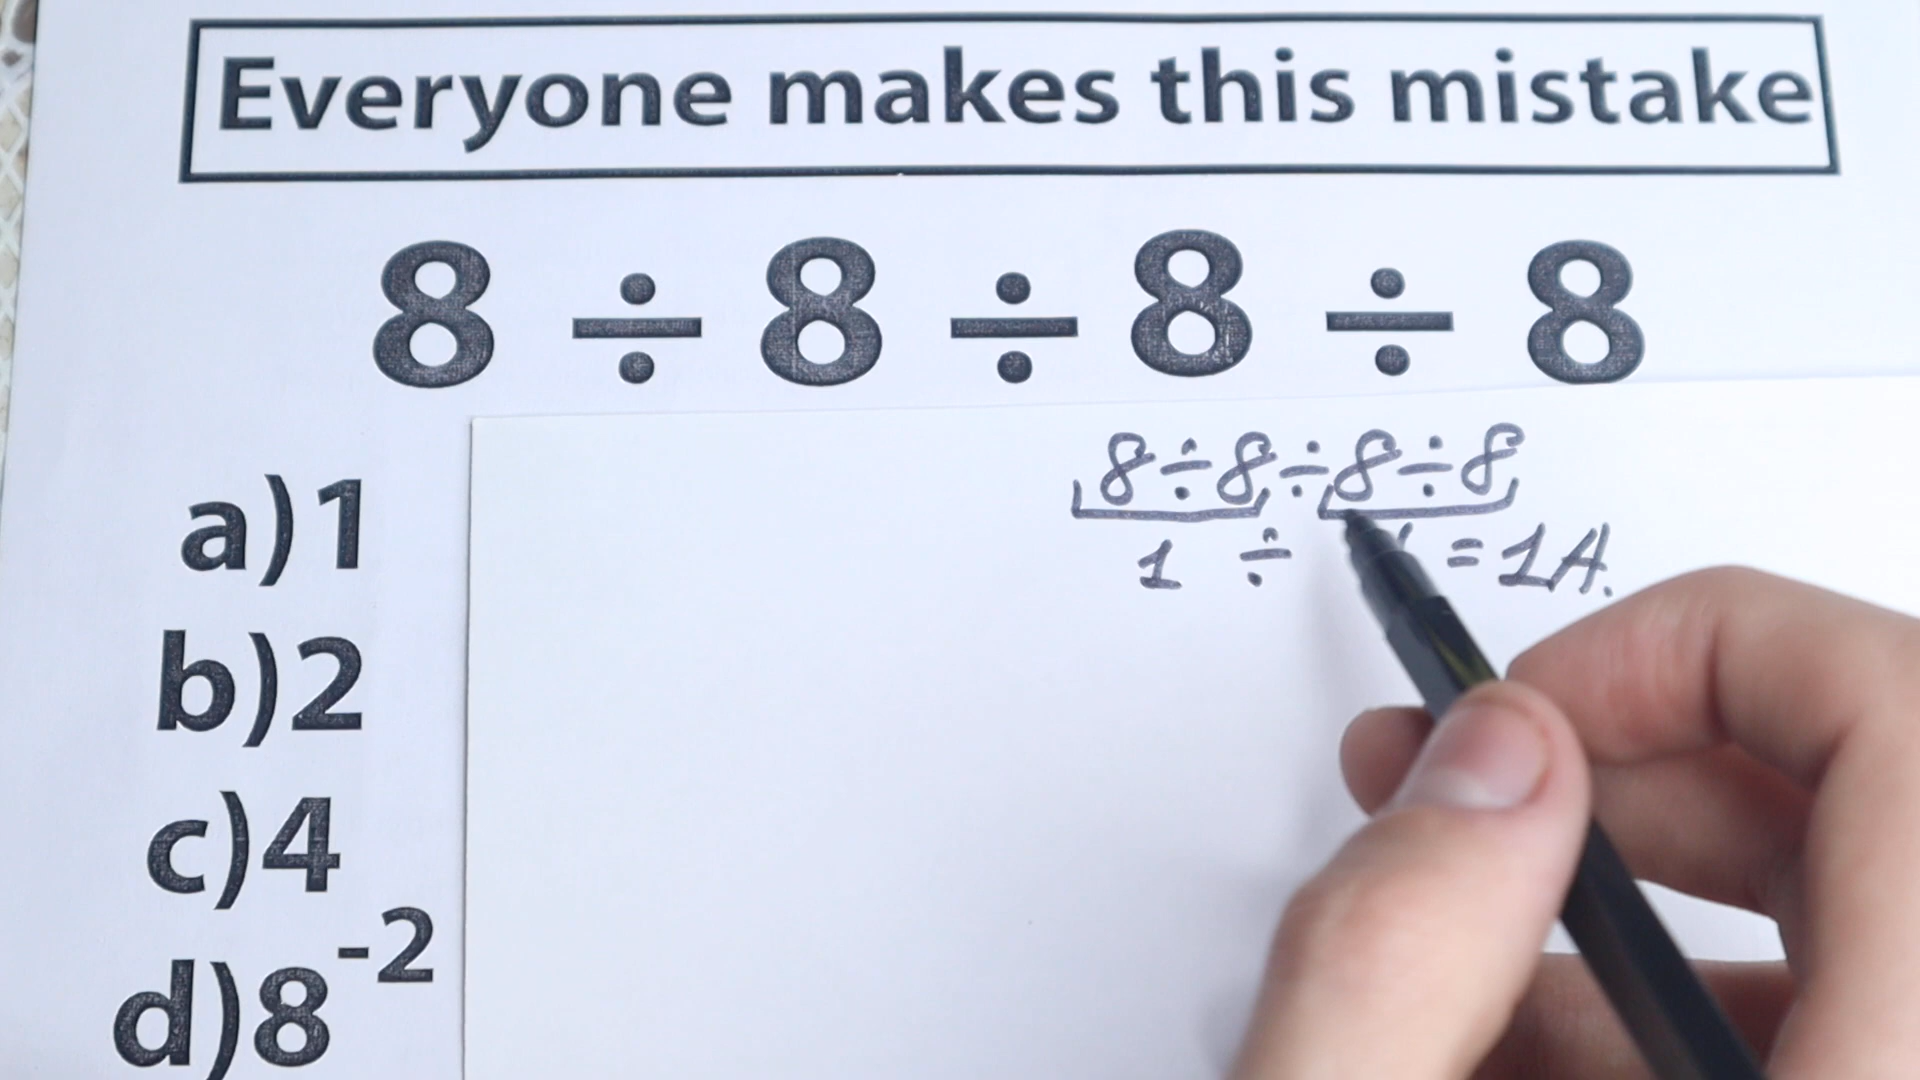 Everyone makes this mistake
8 ÷ 8 ÷ 8 ÷ 8
8÷8÷8÷8
1 ÷ 1 = 1A.
a)1
b)2
c)4
d)8⁻²